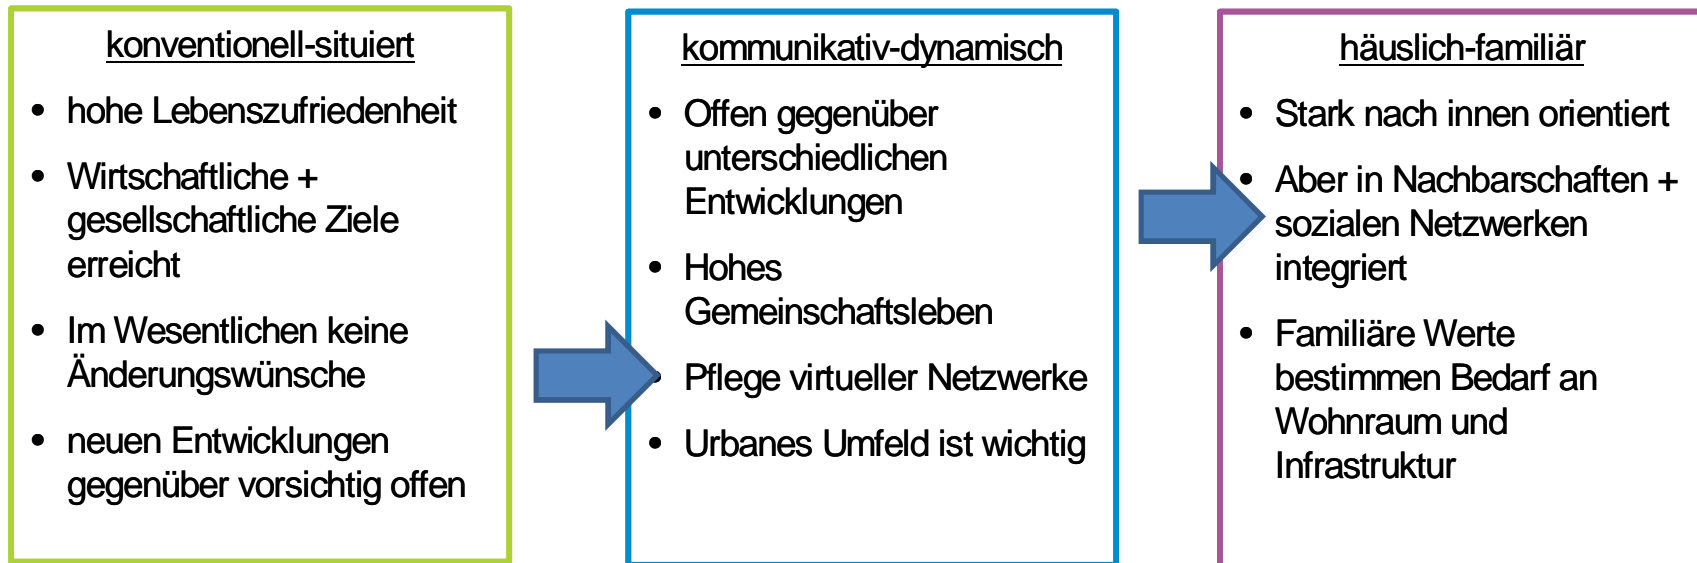 konventionell-situiert
• hohe Lebenszufriedenheit
• Wirtschaftliche +
gesellschaftliche Ziele
erreicht
• Im Wesentlichen keine
Änderungswünsche
• neuen Entwicklungen
gegenüber vorsichtig offen
kommunikativ-dynamisch
• Offen gegenüber
unterschiedlichen
Entwicklungen
• Hohes
Gemeinschaftsleben
• Pflege virtueller Netzwerke
• Urbanes Umfeld ist wichtig
häuslich-familiär
• Stark nach innen orientiert
• Aber in Nachbarschaften +
sozialen Netzwerken
integriert
• Familiäre Werte
bestimmen Bedarf an
Wohnraum und
Infrastruktur